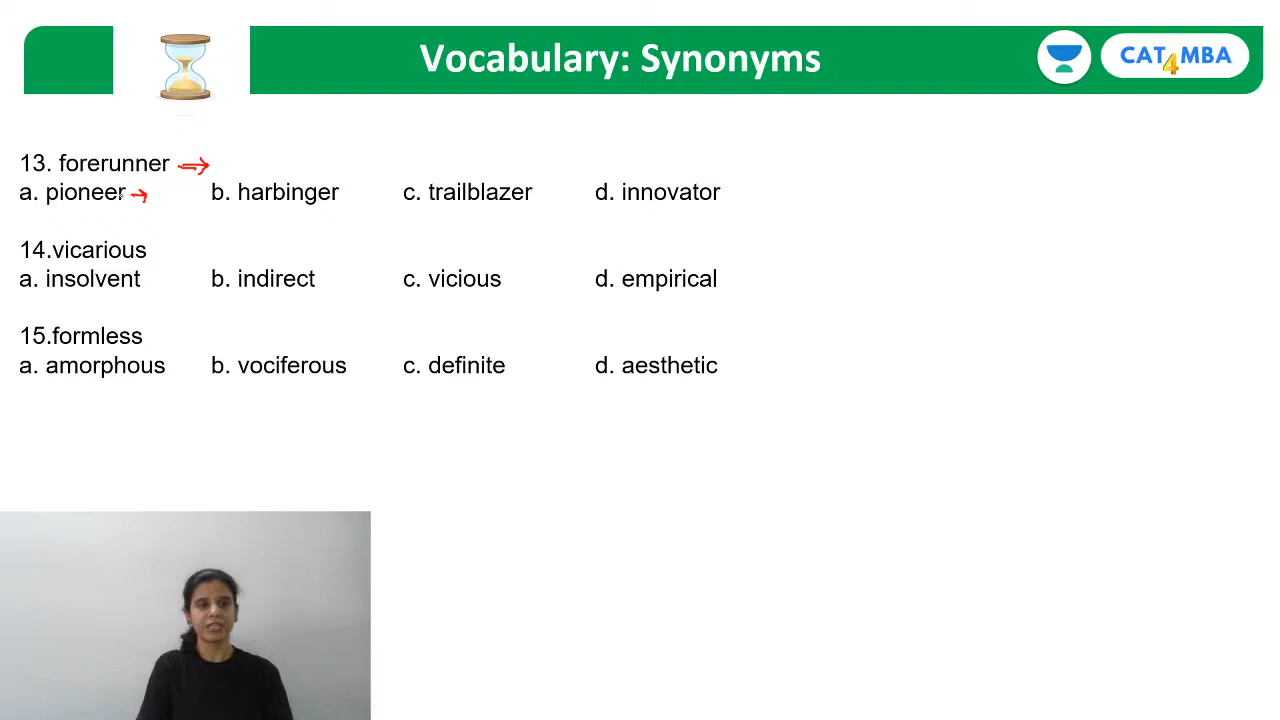 Vocabulary: Synonyms
CAT4MBA
13. forerunner
a. pioneer b. harbinger c. trailblazer d. innovator
14.vicarious
a. insolvent b. indirect c. vicious d. empirical
15.formless
a. amorphous b. vociferous c. definite d. aesthetic